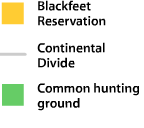 Blackfeet
Reservation
Continental
Divide
Common hunting
ground